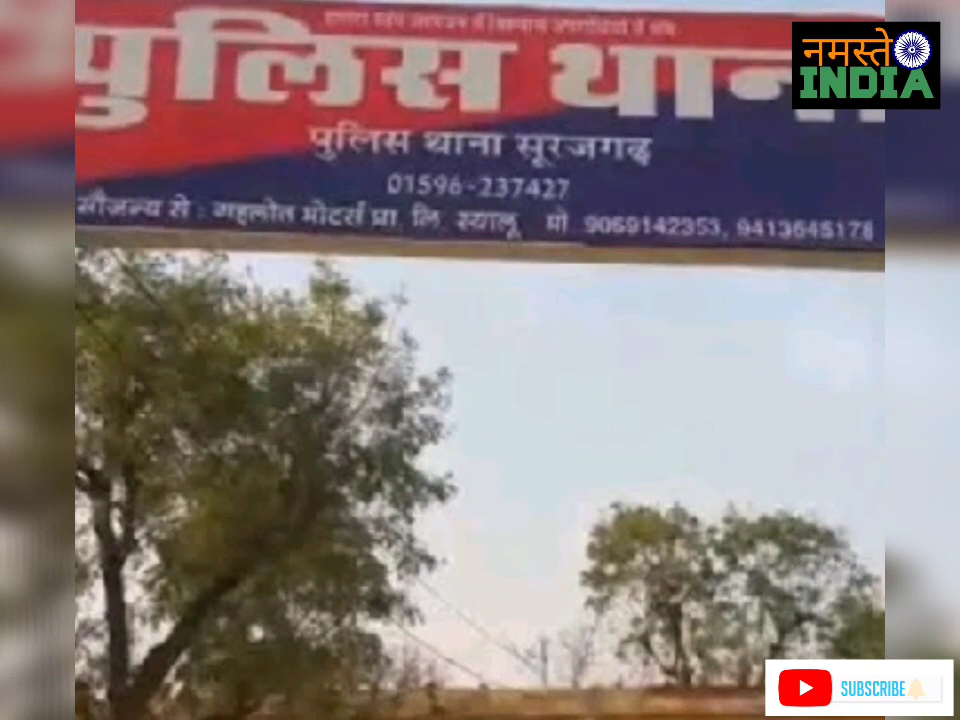 पुलिस थाना
पुलिस थाना सूरजगढ़
01596-237427
सौजन्य से : गहलोत मोटर्स प्रा. लि. स्यालू मो. 9069142353, 9413645178
नमस्ते
INDIA
SUBSCRIBE